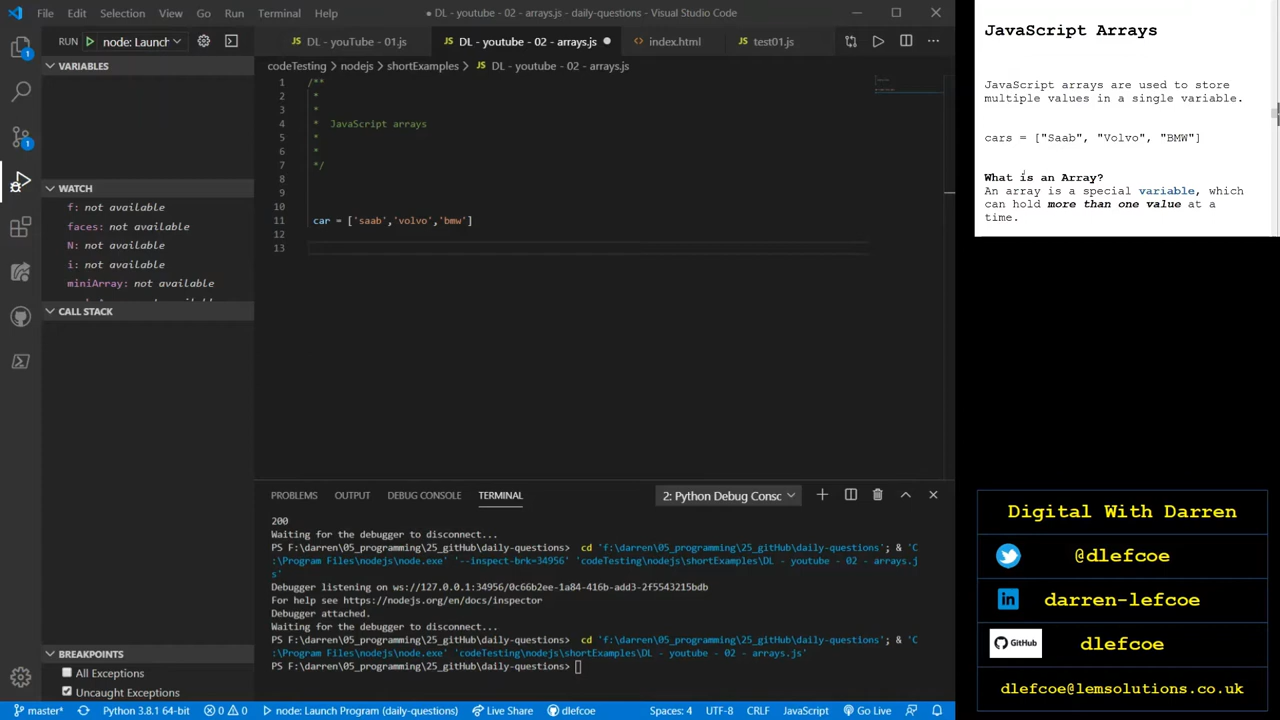 File Edit Selection View Go Run Terminal Help
● DL - youtube - 02 - arrays.js - daily-questions - Visual Studio Code
RUN node: Launch
JS DL - youTube - 01.js
JS DL - youtube - 02 - arrays.js ●
<> index.html
JS test01.js
codeTesting > nodejs > shortExamples > JS DL - youtube - 02 - arrays.js
VARIABLES
WATCH
f: not available
faces: not available
N: not available
i: not available
miniArray: not available
CALL STACK
BREAKPOINTS
All Exceptions
Uncaught Exceptions
1 /**
2 *
3 *
4 * JavaScript arrays
5 *
6 *
7 */
8
9
10
11 car = ['saab','volvo','bmw']
12
13
PROBLEMS OUTPUT DEBUG CONSOLE TERMINAL
2: Python Debug Consc
200
Waiting for the debugger to disconnect...
PS F:\darren\05_programming\25_gitHub\daily-questions> cd 'f:\darren\05_programming\25_gitHub\daily-questions'; & 'C
:\Program Files\nodejs\node.exe' '--inspect-brk=34956' 'codeTesting\nodejs\shortExamples\DL - youtube - 02 - arrays.j
s'
Debugger listening on ws://127.0.0.1:34956/0c66b2ee-1a84-416b-add3-2f5543215bdb
For help see https://nodejs.org/en/docs/inspector
Debugger attached.
Waiting for the debugger to disconnect...
PS F:\darren\05_programming\25_gitHub\daily-questions> cd 'f:\darren\05_programming\25_gitHub\daily-questions'; & 'C
:\Program Files\nodejs\node.exe' 'codeTesting\nodejs\shortExamples\DL - youtube - 02 - arrays.js'
PS F:\darren\05_programming\25_gitHub\daily-questions>
master* Python 3.8.1 64-bit 0 0 node: Launch Program (daily-questions) Live Share dlefcoe Spaces: 4 UTF-8 CRLF JavaScript Go Live
1
1
JavaScript Arrays
JavaScript arrays are used to store
multiple values in a single variable.
cars = ["Saab", "Volvo", "BMW"]
What is an Array?
An array is a special variable, which
can hold more than one value at a
time.
Digital With Darren
@dlefcoe
in darren-lefcoe
GitHub dlefcoe
dlefcoe@lemsolutions.co.uk